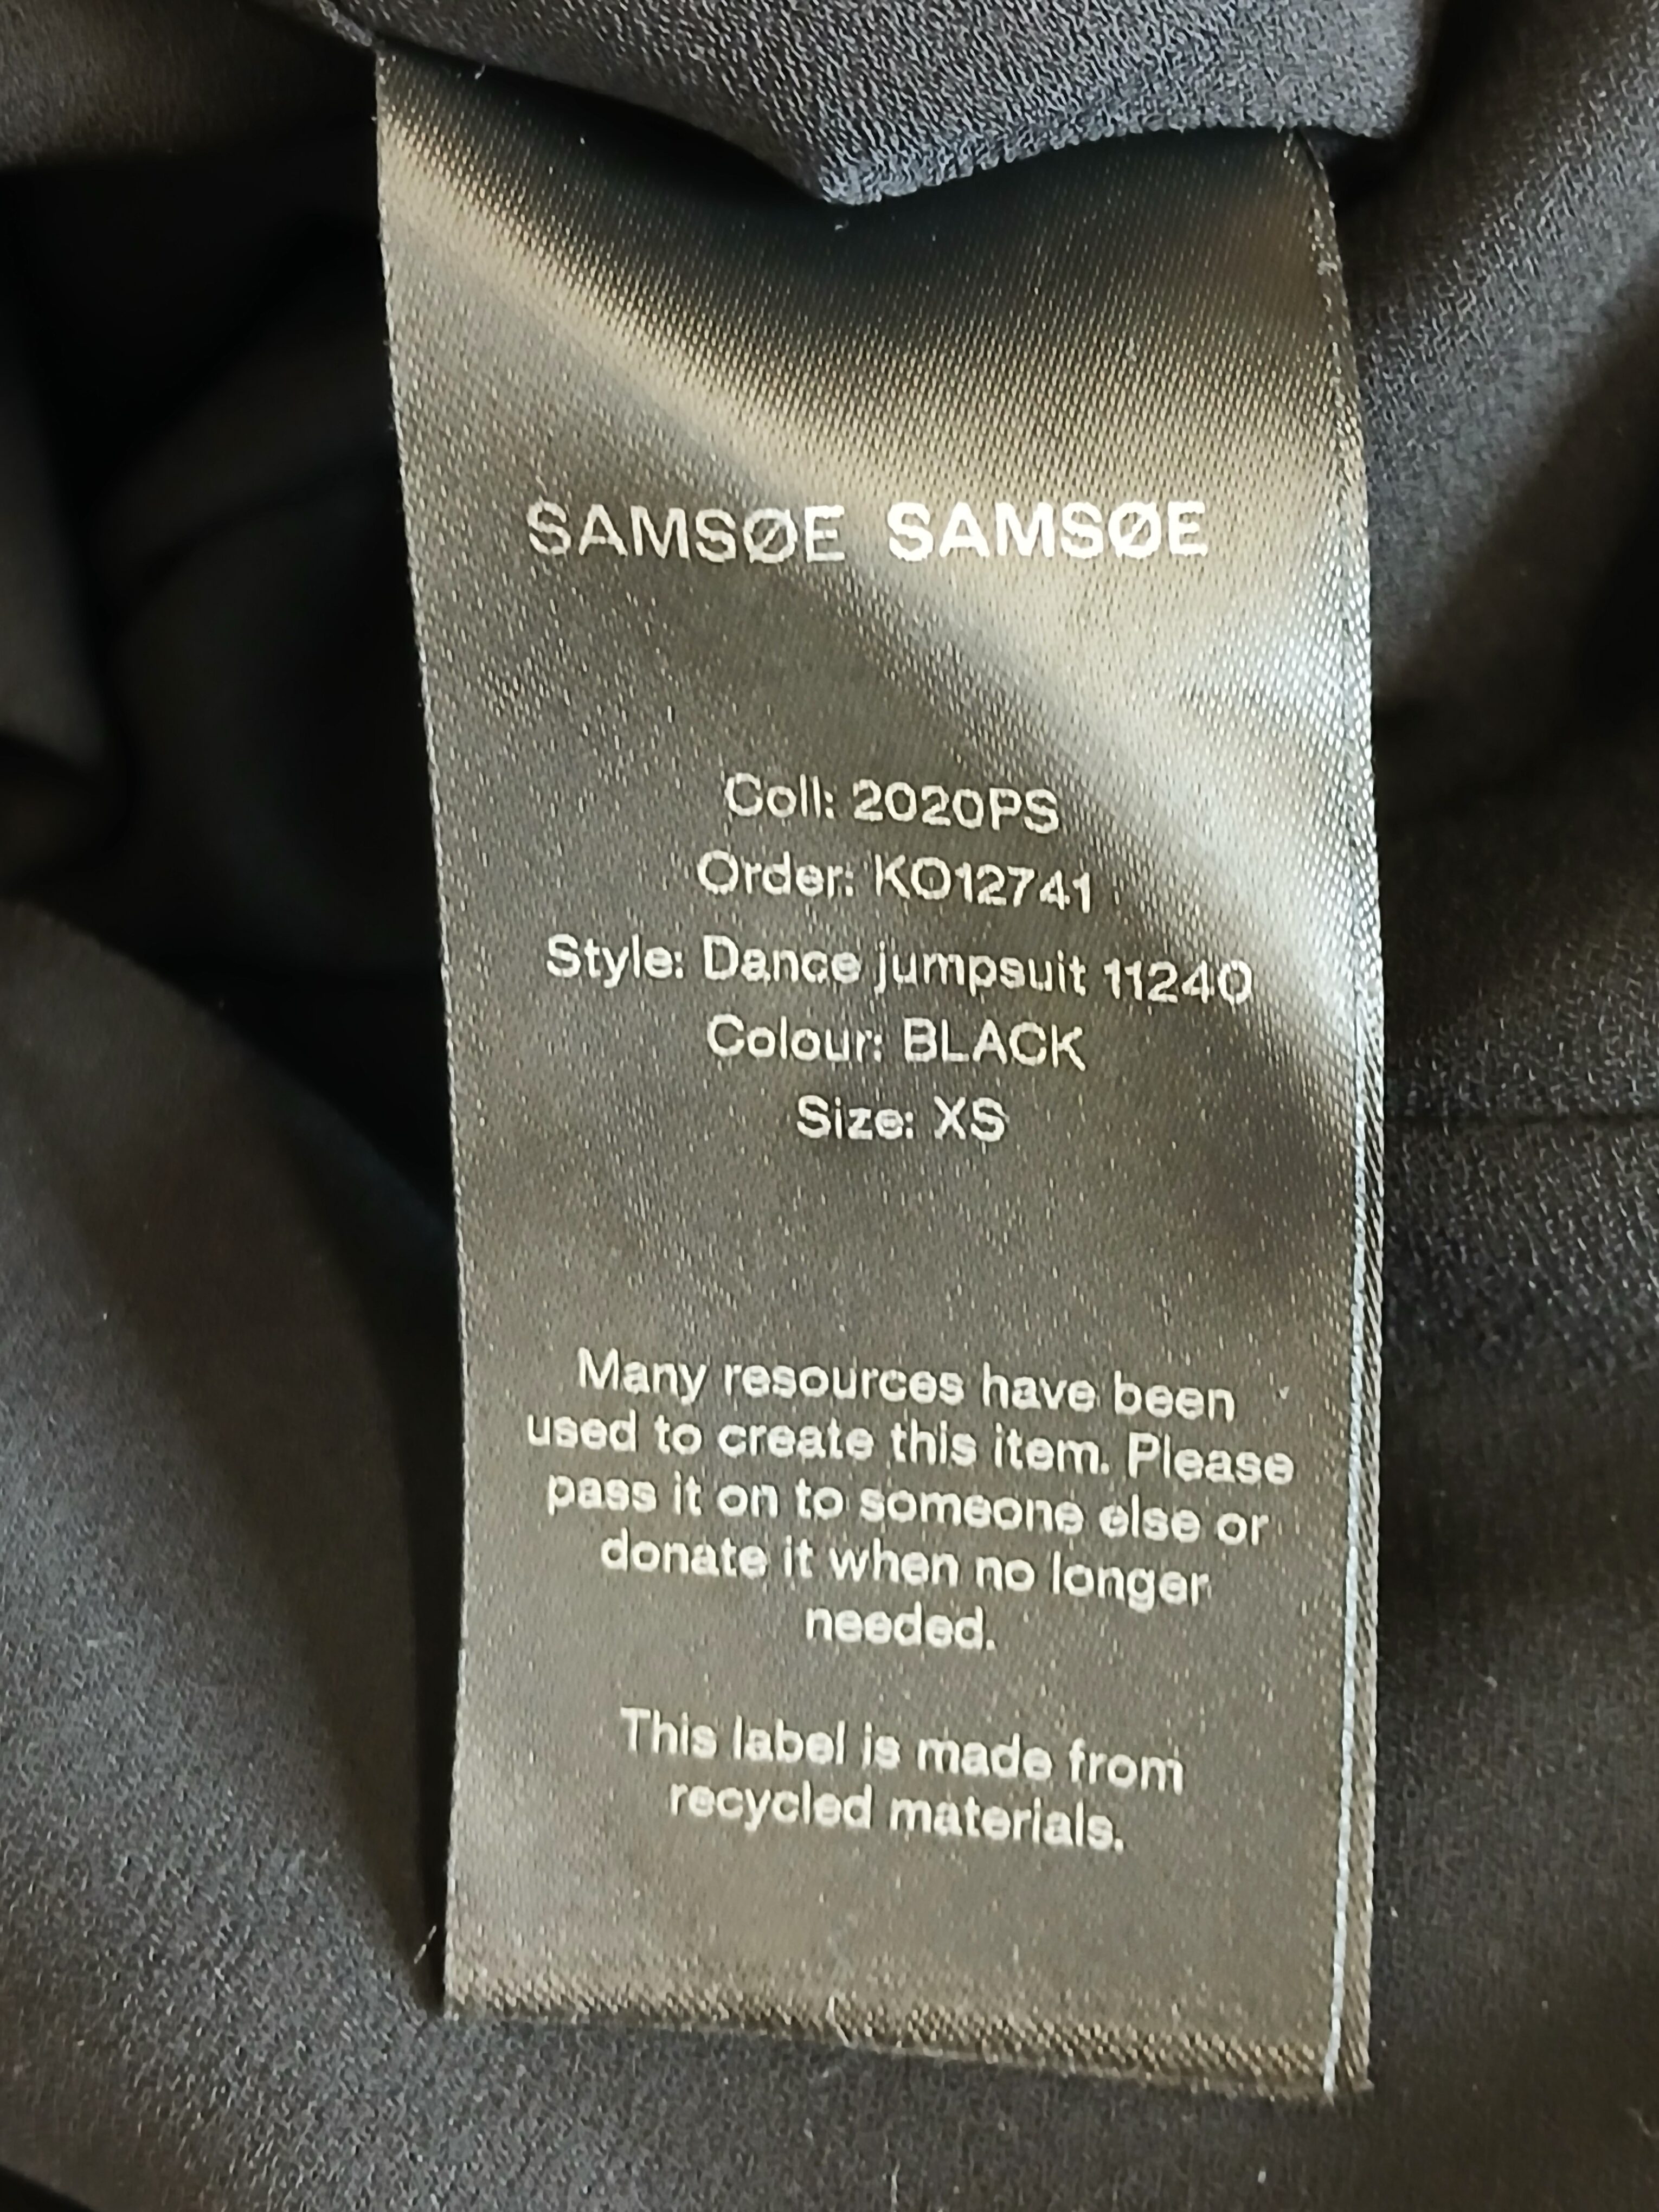 SAMSØE SAMSØE
Coll: 2020PS
Order: KO12741
Style: Dance jumpsuit 11240
Colour: BLACK
Size: XS
Many resources have been
used to create this item. Please
pass it on to someone else or
donate it when no longer
needed.
This label is made from
recycled materials.